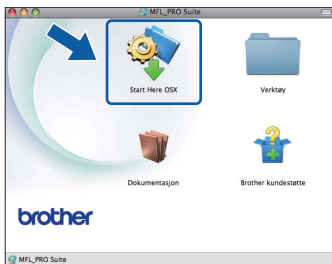 MFL_PRO Suite
Start Here OSX
Verktøy
Dokumentasjon
Brother kundestøtte
brother
MFL_PRO Suite